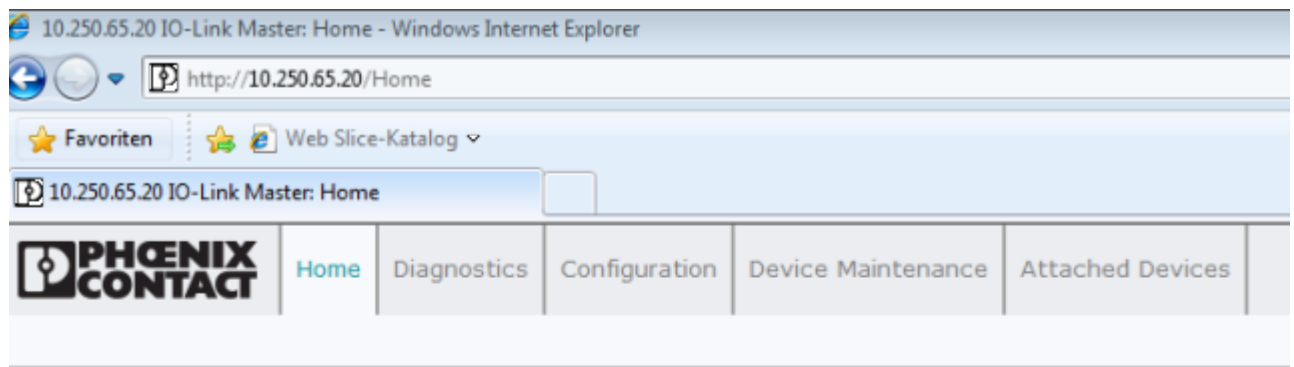 10.250.65.20 IO-Link Master: Home - Windows Internet Explorer
http://10.250.65.20/Home
Favoriten Web Slice-Katalog
10.250.65.20 IO-Link Master: Home
PHŒNIX
CONTACT
Home Diagnostics Configuration Device Maintenance Attached Devices